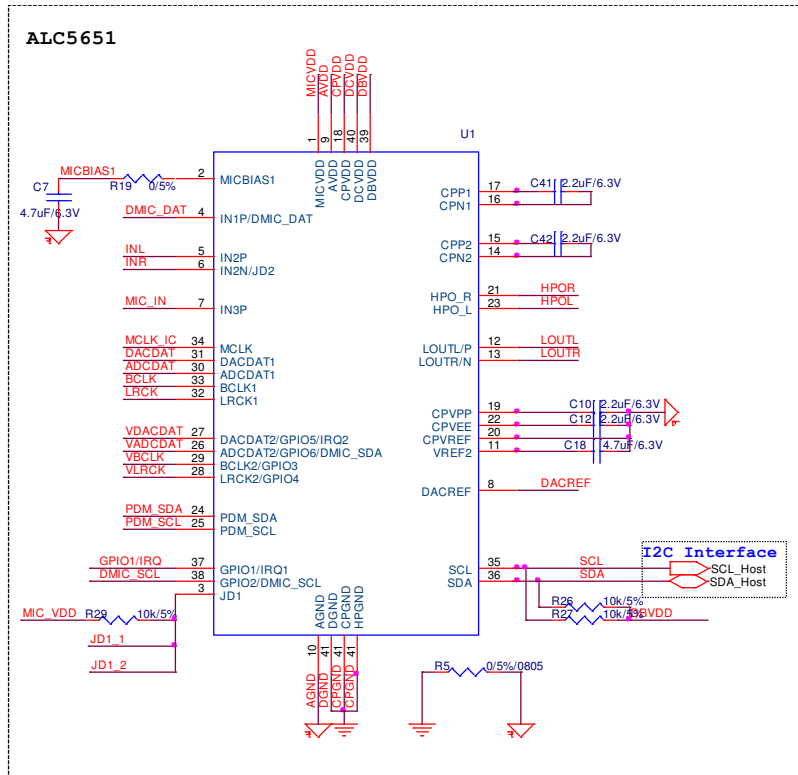 ALC5651
MICVDD
AVDD
CPVDD
DCVDD
DBVDD
1
9
18
40
39
U1
MICVDD
AVDD
CPVDD
DCVDD
DBVDD
MICBIAS1
R19 0/5%
2
MICBIAS1
C7
4.7uF/6.3V
DMIC_DAT
4
IN1P/DMIC_DAT
INL
5
IN2P
INR
6
IN2N/JD2
MIC_IN
7
IN3P
MCLK_IC
34
MCLK
DACDAT
31
DACDAT1
ADCDAT
30
ADCDAT1
BCLK
33
BCLK1
LRCK
32
LRCK1
VDACDAT
27
DACDAT2/GPIO5/IRQ2
VADCDAT
26
ADCDAT2/GPIO6/DMIC_SDA
VBCLK
29
BCLK2/GPIO3
VLRCK
28
LRCK2/GPIO4
PDM_SDA
24
PDM_SDA
PDM_SCL
25
PDM_SCL
GPIO1/IRQ
37
GPIO1/IRQ1
DMIC_SCL
38
GPIO2/DMIC_SCL
3
JD1
MIC_VDD
R29 10k/5%
JD1_1
JD1_2
CPP1
17
C41 2.2uF/6.3V
CPN1
16
CPP2
15
C42 2.2uF/6.3V
CPN2
14
HPO_R
21
HPOR
HPO_L
23
HPOL
LOUTL/P
12
LOUTL
LOUTR/N
13
LOUTR
CPVPP
19
C10 2.2uF/6.3V
CPVEE
22
C12 2.2uF/6.3V
CPVREF
20
VREF2
11
C18 4.7uF/6.3V
DACREF
8
DACREF
I2C Interface
SCL
35
SCL
SCL_Host
SDA
36
SDA
SDA_Host
R26 10k/5%
R27 10k/5%
DBVDD
AGND
DGND
CPGND
HPGND
10
41
41
41
AGND
DGND
CPGND
CPGND
R5 0/5%/0805